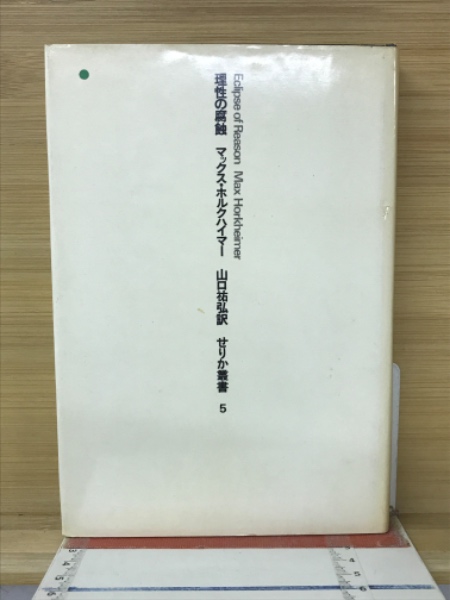 Eclipse of Reason Max Horkheimer
理性の腐蝕 マックス・ホルクハイマー 山口祐弘訳 せりか叢書 5